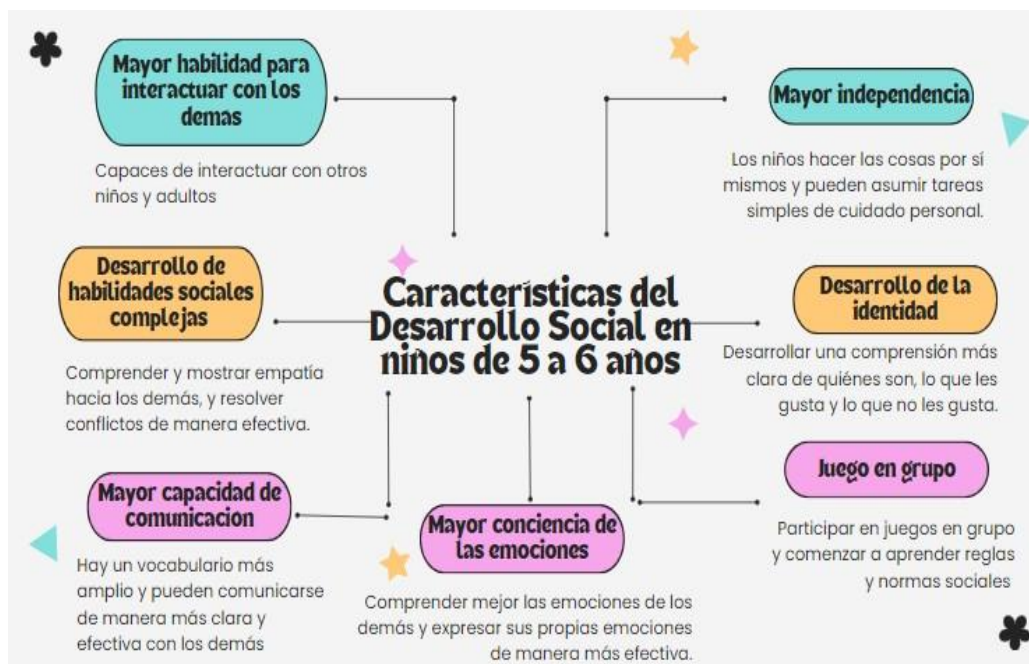 Mayor habilidad para
interactuar con los
demas
Capaces de interactuar con otros
niños y adultos
Mayor independencia
Los niños hacer las cosas por sí
mismos y pueden asumir tareas
simples de cuidado personal.
Características del
Desarrollo Social en
niños de 5 a 6 años
Desarrollo de
habilidades sociales
complejas
Comprender y mostrar empatía
hacia los demás, y resolver
conflictos de manera efectiva.
Desarrollo de la
identidad
Desarrollar una comprensión más
clara de quiénes son, lo que les
gusta y lo que no les gusta.
Mayor capacidad de
comunicacion
Hay un vocabulario más
amplio y pueden comunicarse
de manera más clara y
efectiva con los demás
Mayor conciencia de
las emociones
Comprender mejor las emociones de los
demás y expresar sus propias emociones
de manera más efectiva.
Juego en grupo
Participar en juegos en grupo
y comenzar a aprender reglas
y normas sociales